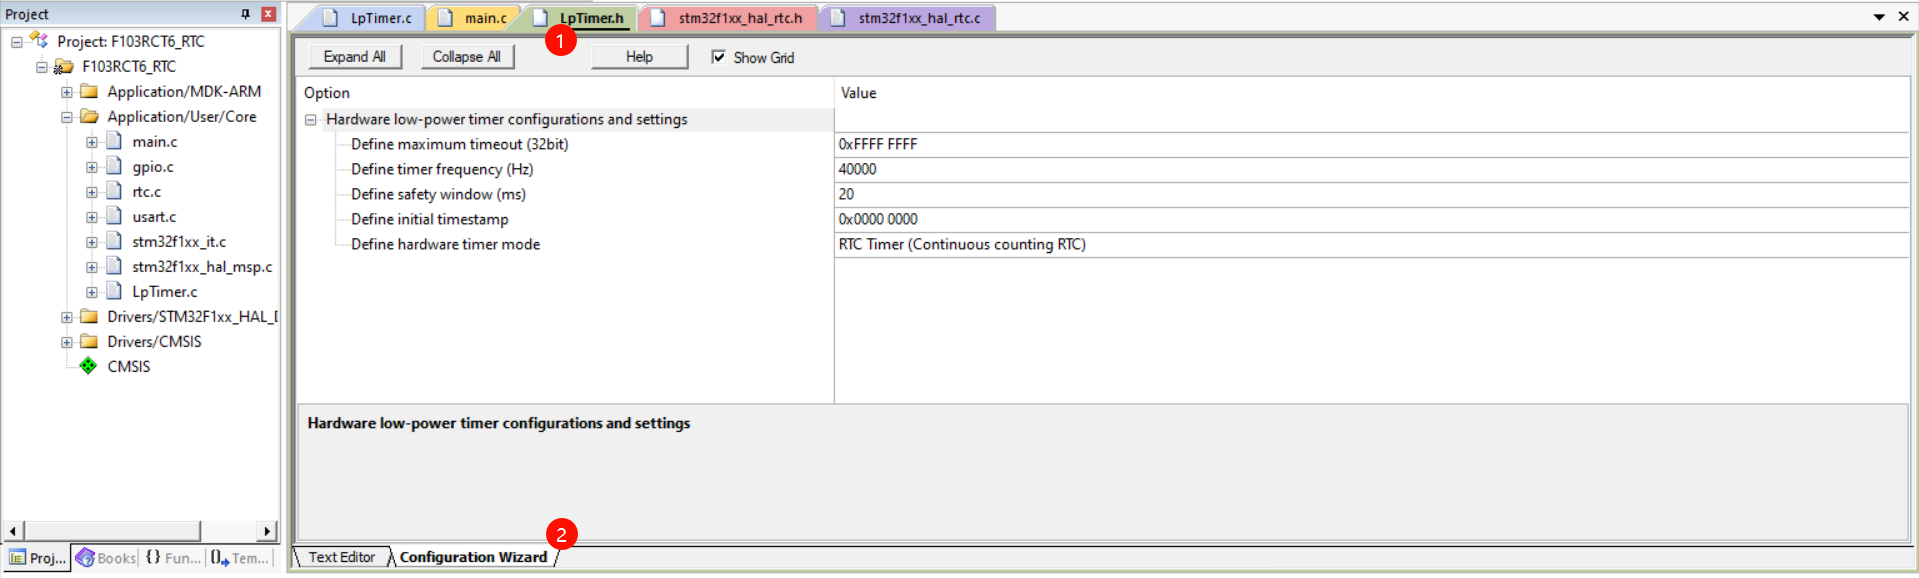 Project
LpTimer.c
main.c
LpTimer.h
stm32f1xx_hal_rtc.h
stm32f1xx_hal_rtc.c
1
Project: F103RCT6_RTC
F103RCT6_RTC
Application/MDK-ARM
Application/User/Core
main.c
gpio.c
rtc.c
usart.c
stm32f1xx_it.c
stm32f1xx_hal_msp.c
LpTimer.c
Drivers/STM32F1xx_HAL_
Drivers/CMSIS
CMSIS
Proj...
Books
{} Fun...
Tem...
Expand All
Collapse All
Help
Show Grid
Option
Value
Hardware low-power timer configurations and settings
Define maximum timeout (32bit)
0xFFFF FFFF
Define timer frequency (Hz)
40000
Define safety window (ms)
20
Define initial timestamp
0x0000 0000
Define hardware timer mode
RTC Timer (Continuous counting RTC)
Hardware low-power timer configurations and settings
2
Text Editor
Configuration Wizard